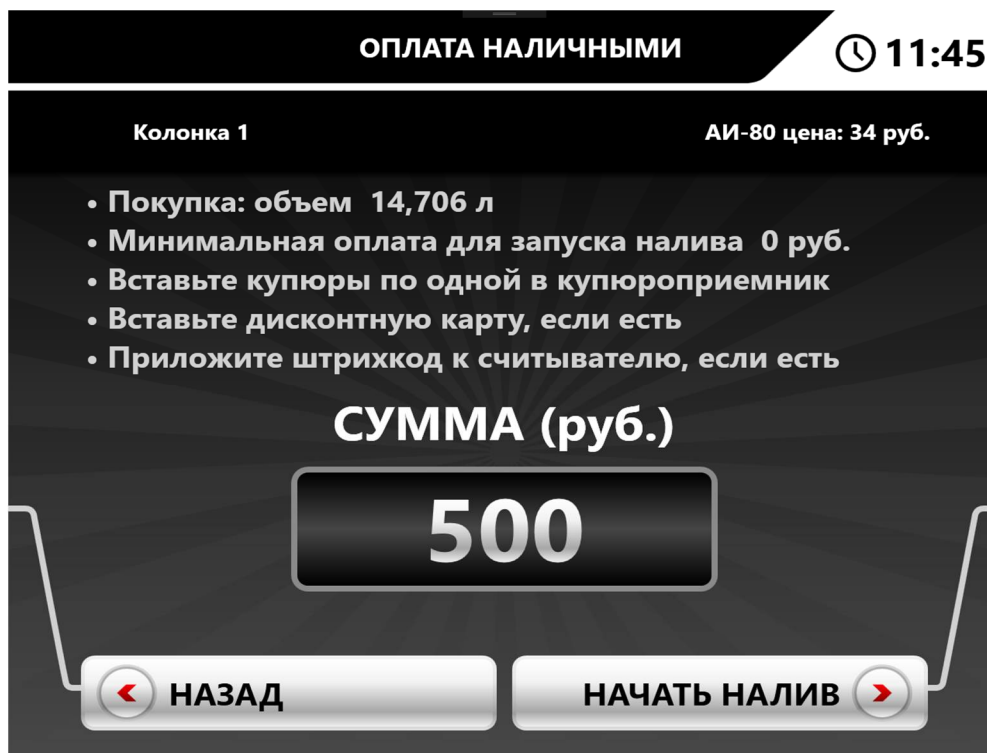 ОПЛАТА НАЛИЧНЫМИ
11:45
Колонка 1
АИ-80 цена: 34 руб.
• Покупка: объем 14,706 л
• Минимальная оплата для запуска налива 0 руб.
• Вставьте купюры по одной в купюроприемник
• Вставьте дисконтную карту, если есть
• Приложите штрихкод к считывателю, если есть
СУММА (руб.)
500
НАЗАД
НАЧАТЬ НАЛИВ